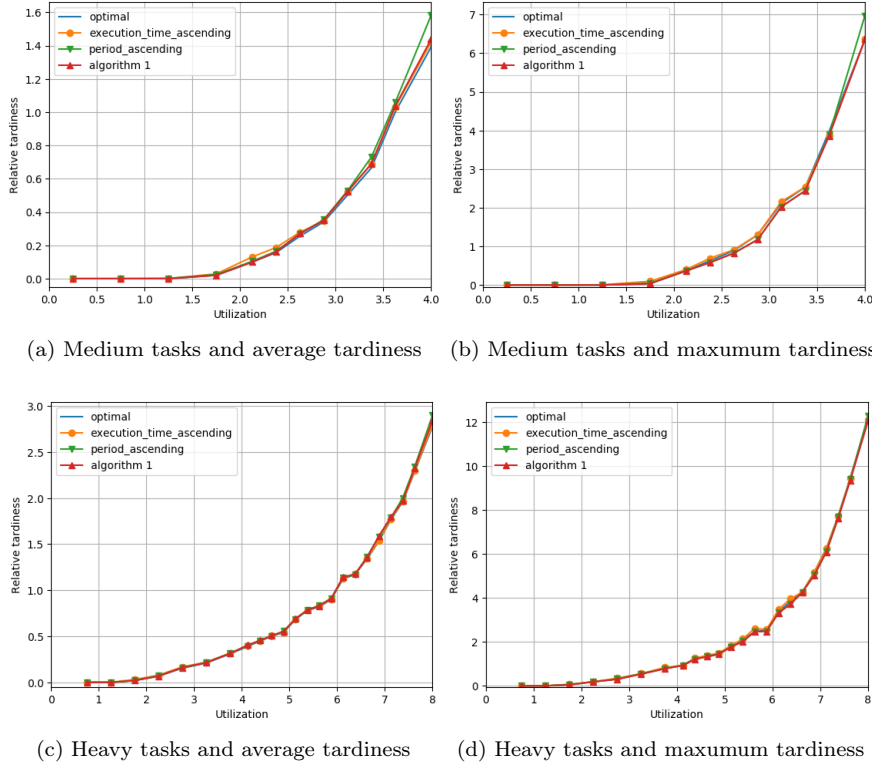 1.6
1.4
1.2
1.0
0.8
0.6
0.4
0.2
0.0
Relative tardiness
optimal
execution_time_ascending
period_ascending
algorithm 1
0.0 0.5 1.0 1.5 2.0 2.5 3.0 3.5 4.0
Utilization
(a) Medium tasks and average tardiness
7
6
5
4
3
2
1
0
Relative tardiness
optimal
execution_time_ascending
period_ascending
algorithm 1
0.0 0.5 1.0 1.5 2.0 2.5 3.0 3.5 4.0
Utilization
(b) Medium tasks and maxumum tardiness
3.0
2.5
2.0
1.5
1.0
0.5
0.0
Relative tardiness
optimal
execution_time_ascending
period_ascending
algorithm 1
0 1 2 3 4 5 6 7 8
Utilization
(c) Heavy tasks and average tardiness
12
10
8
6
4
2
0
Relative tardiness
optimal
execution_time_ascending
period_ascending
algorithm 1
0 1 2 3 4 5 6 7 8
Utilization
(d) Heavy tasks and maxumum tardiness